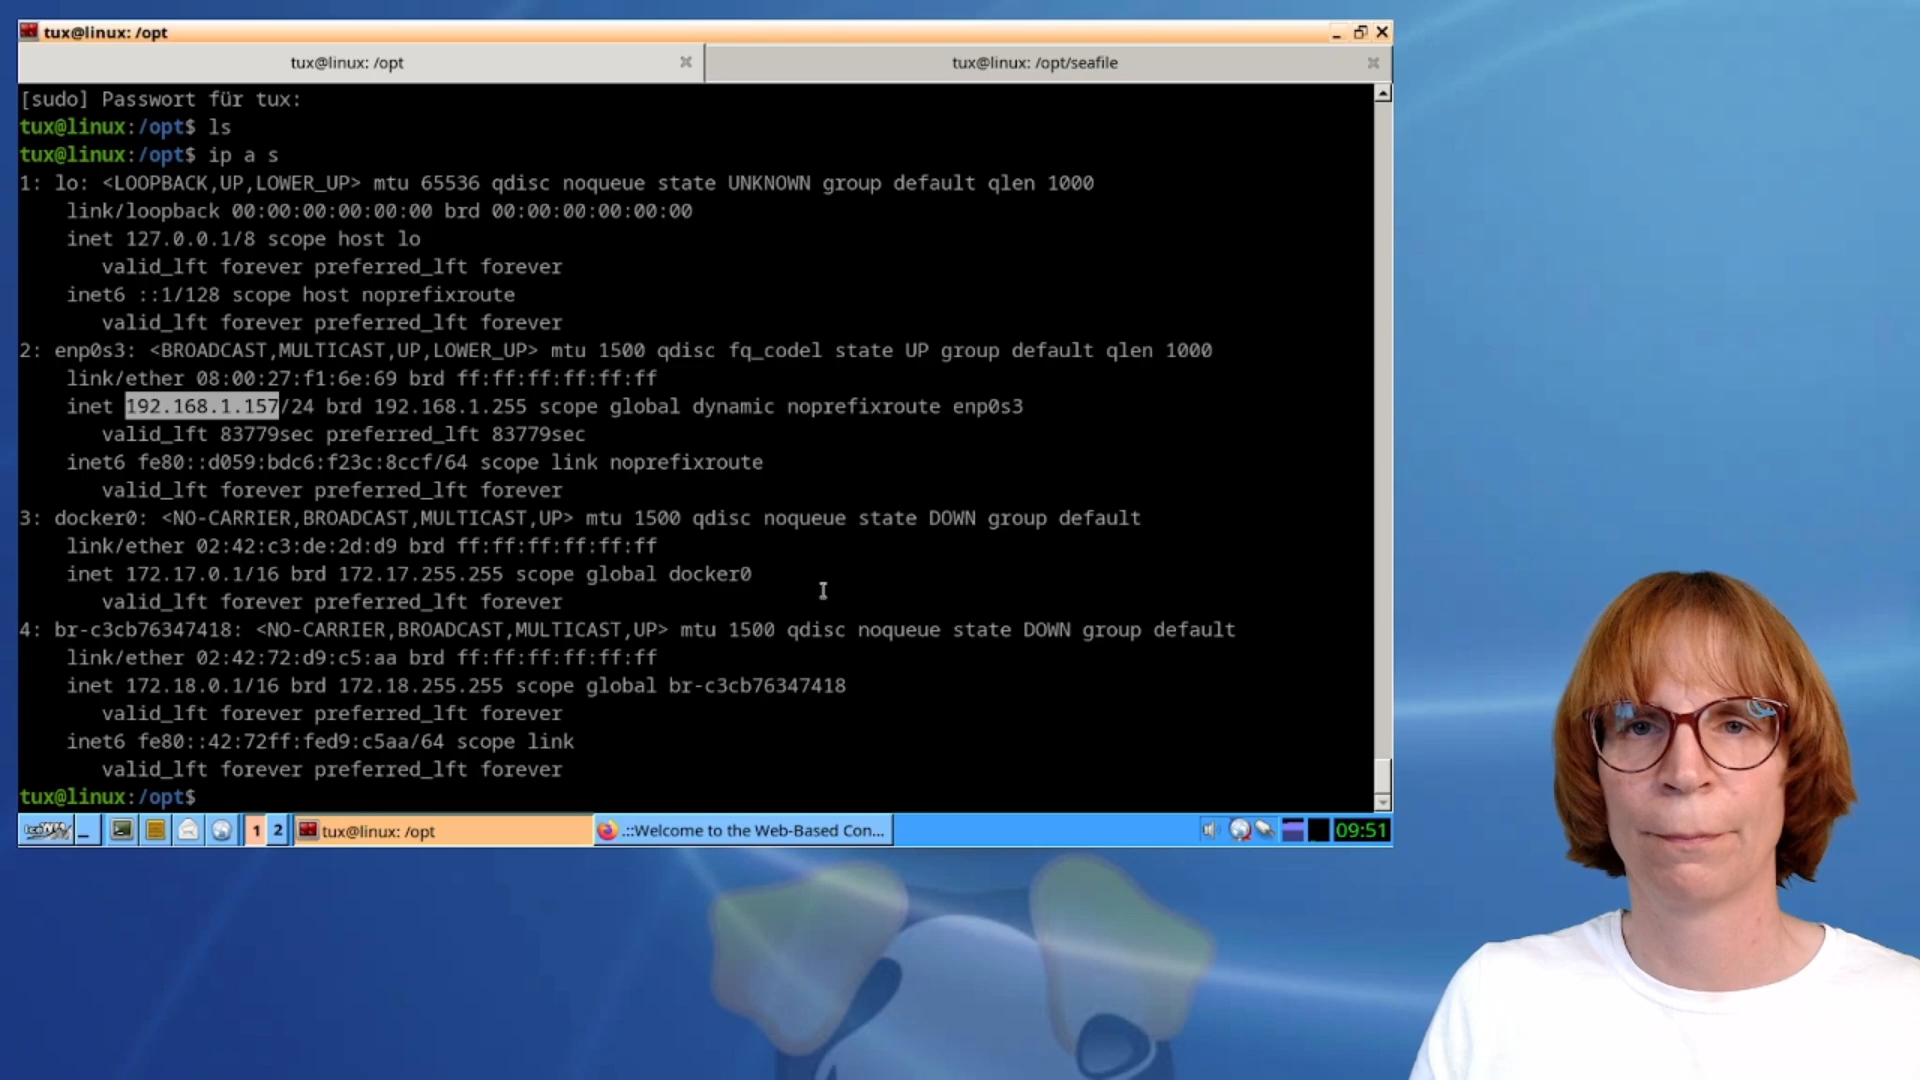 tux@linux: /opt
tux@linux: /opt
tux@linux: /opt/seafile
[sudo] Passwort für tux:
tux@linux:/opt$ ls
tux@linux:/opt$ ip a s
1: lo: <LOOPBACK,UP,LOWER_UP> mtu 65536 qdisc noqueue state UNKNOWN group default qlen 1000
link/loopback 00:00:00:00:00:00 brd 00:00:00:00:00:00
inet 127.0.0.1/8 scope host lo
valid_lft forever preferred_lft forever
inet6 ::1/128 scope host noprefixroute
valid_lft forever preferred_lft forever
2: enp0s3: <BROADCAST,MULTICAST,UP,LOWER_UP> mtu 1500 qdisc fq_codel state UP group default qlen 1000
link/ether 08:00:27:f1:6e:69 brd ff:ff:ff:ff:ff:ff
inet 192.168.1.157/24 brd 192.168.1.255 scope global dynamic noprefixroute enp0s3
valid_lft 83779sec preferred_lft 83779sec
inet6 fe80::d059:bdc6:f23c:8ccf/64 scope link noprefixroute
valid_lft forever preferred_lft forever
3: docker0: <NO-CARRIER,BROADCAST,MULTICAST,UP> mtu 1500 qdisc noqueue state DOWN group default
link/ether 02:42:c3:de:2d:d9 brd ff:ff:ff:ff:ff:ff
inet 172.17.0.1/16 brd 172.17.255.255 scope global docker0
valid_lft forever preferred_lft forever
4: br-c3cb76347418: <NO-CARRIER,BROADCAST,MULTICAST,UP> mtu 1500 qdisc noqueue state DOWN group default
link/ether 02:42:72:d9:c5:aa brd ff:ff:ff:ff:ff:ff
inet 172.18.0.1/16 brd 172.18.255.255 scope global br-c3cb76347418
valid_lft forever preferred_lft forever
inet6 fe80::42:72ff:fed9:c5aa/64 scope link
valid_lft forever preferred_lft forever
tux@linux:/opt$
IceWM 1 2 tux@linux: /opt .::Welcome to the Web-Based Con... 09:51